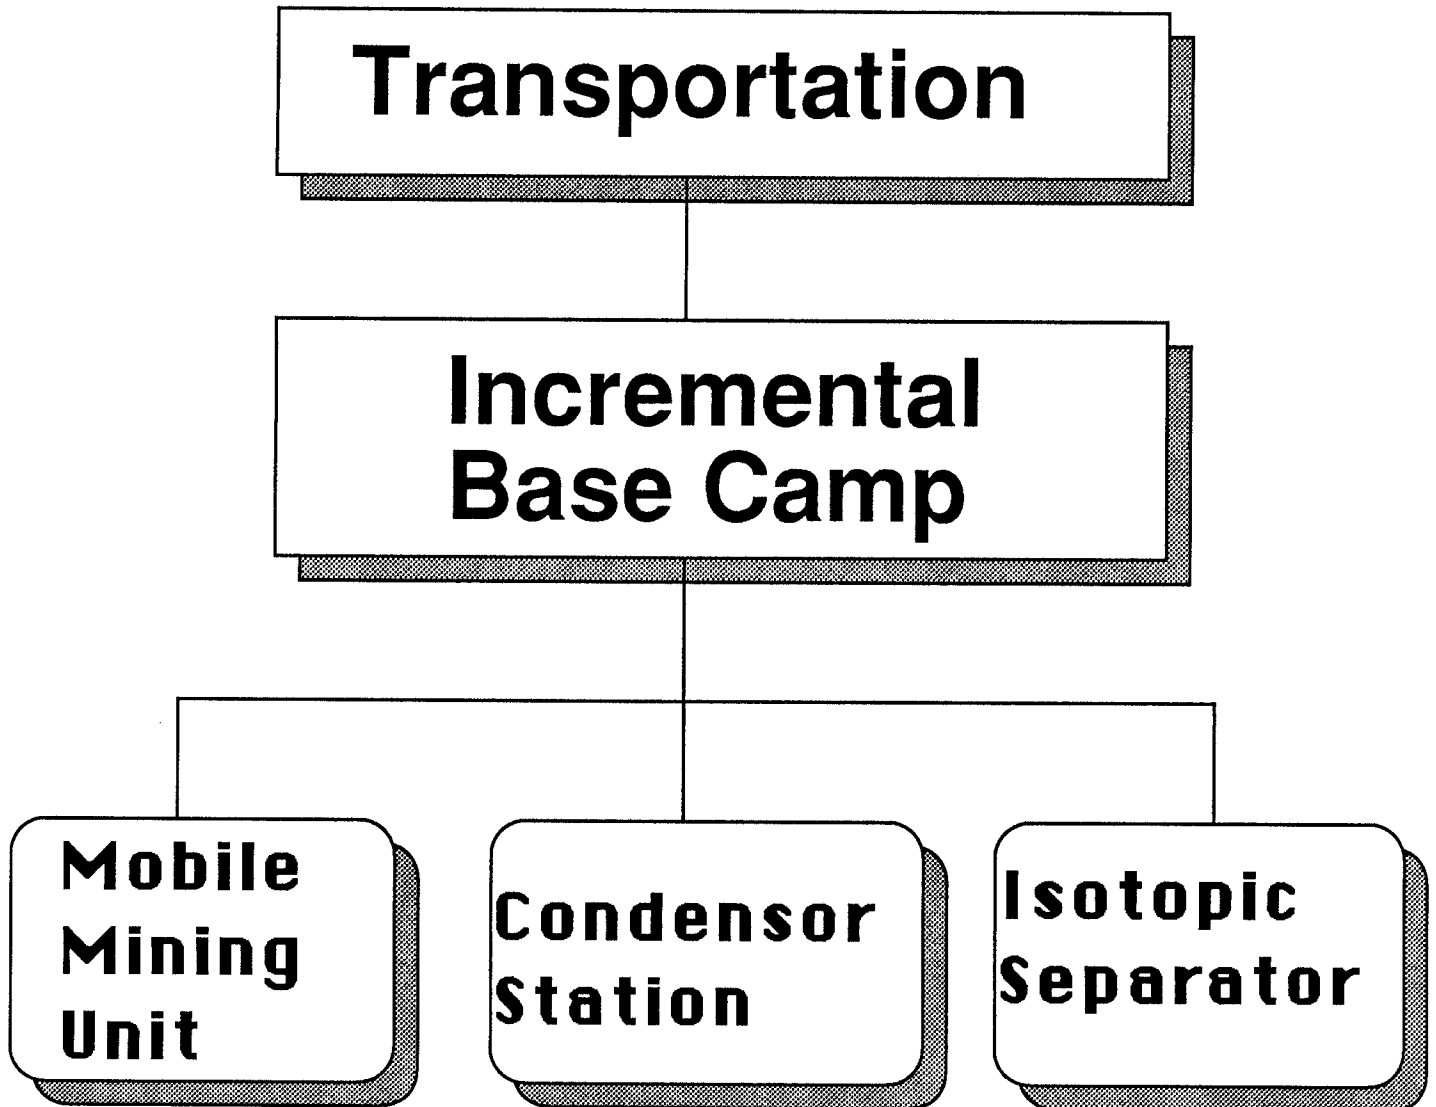 Transportation
Incremental
Base Camp
Mobile
Mining
Unit
Condensor
Station
Isotopic
Separator